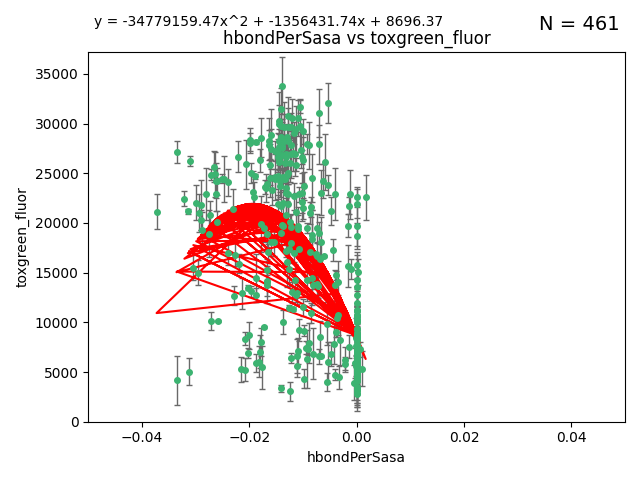 y = -34779159.47x^2 + -1356431.74x + 8696.37
N = 461
hbondPerSasa vs toxgreen_fluor
toxgreen_fluor
35000
30000
25000
20000
15000
10000
5000
0
−0.04
−0.02
0.00
0.02
0.04
hbondPerSasa